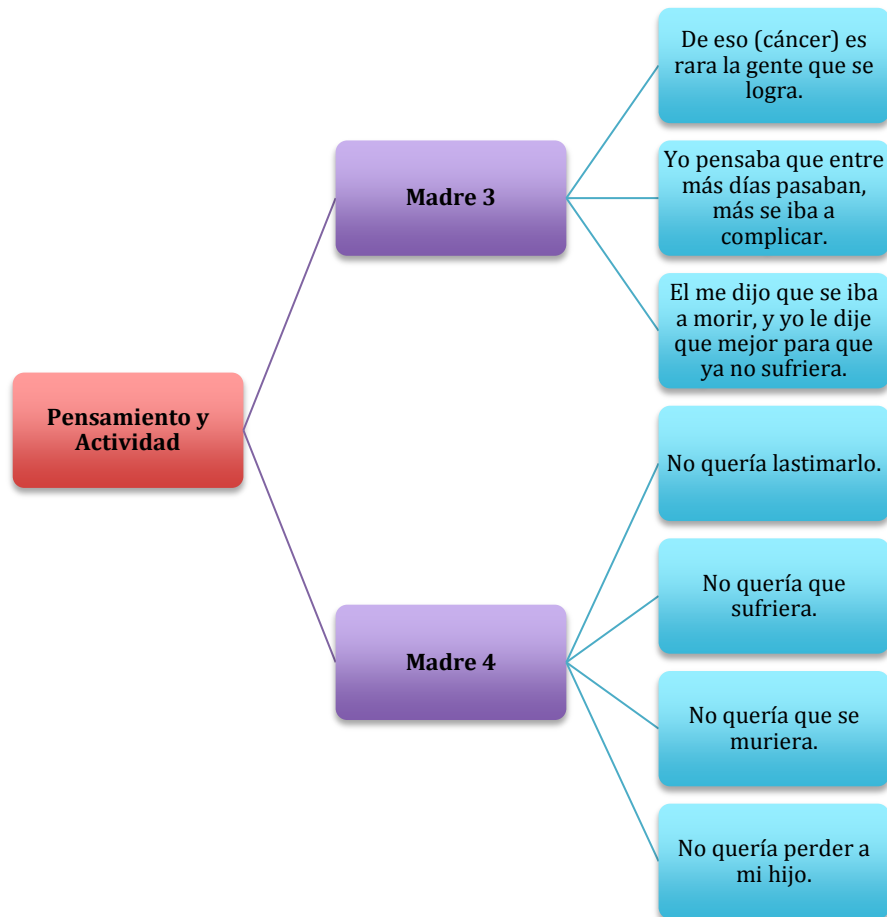 Pensamiento y
Actividad
Madre 3
De eso (cáncer) es
rara la gente que se
logra.
Yo pensaba que entre
más días pasaban,
más se iba a
complicar.
El me dijo que se iba
a morir, y yo le dije
que mejor para que
ya no sufriera.
Madre 4
No quería lastimarlo.
No quería que
sufriera.
No quería que se
muriera.
No quería perder a
mi hijo.